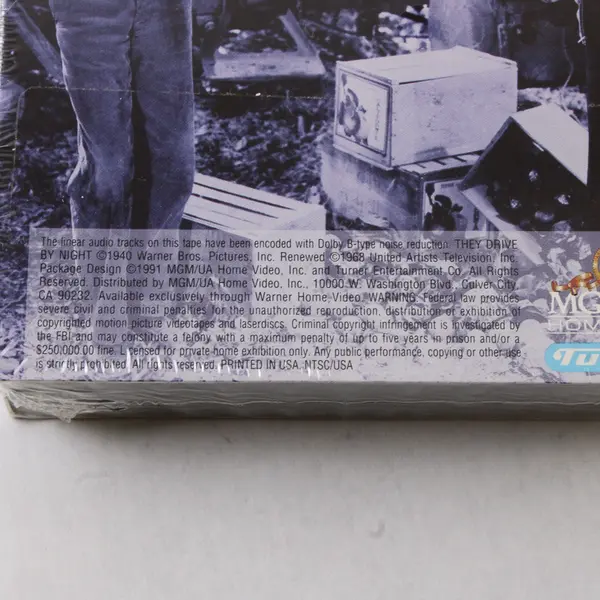 The linear audio tracks on this tape have been encoded with Dolby B-type noise reduction. THEY DRIVE
BY NIGHT ©1940 Warner Bros. Pictures, Inc. Renewed ©1968 United Artists Television, Inc.
Package Design ©1991 MGM/UA Home Video, Inc. and Turner Entertainment Co. All Rights
Reserved. Distributed by MGM/UA Home Video, Inc., 10000 W. Washington Blvd., Culver City,
CA 90232. Available exclusively through Warner Home Video. WARNING: Federal law provides
severe civil and criminal penalties for the unauthorized reproduction, distribution or exhibition of
copyrighted motion picture videotapes and laserdiscs. Criminal copyright infringement is investigated by
the FBI and may constitute a felony with a maximum penalty of up to five years in prison and/or a
$250,000.00 fine. Licensed for private home exhibition only. Any public performance, copying or other use
is strictly prohibited. All rights reserved. PRINTED IN USA. NTSC/USA
MG
HOM
Tu